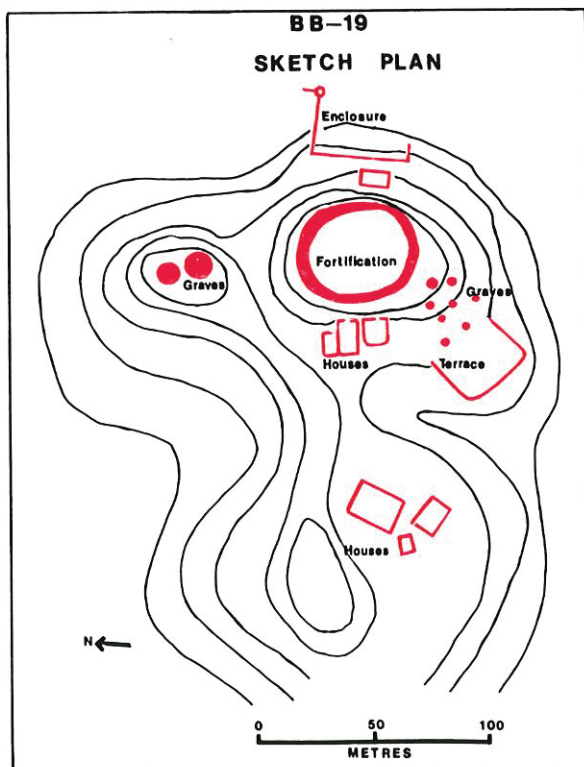 BB-19
SKETCH PLAN
Enclosure
Fortification
Graves
Graves
Houses
Terrace
Houses
N
0 50 100
METRES